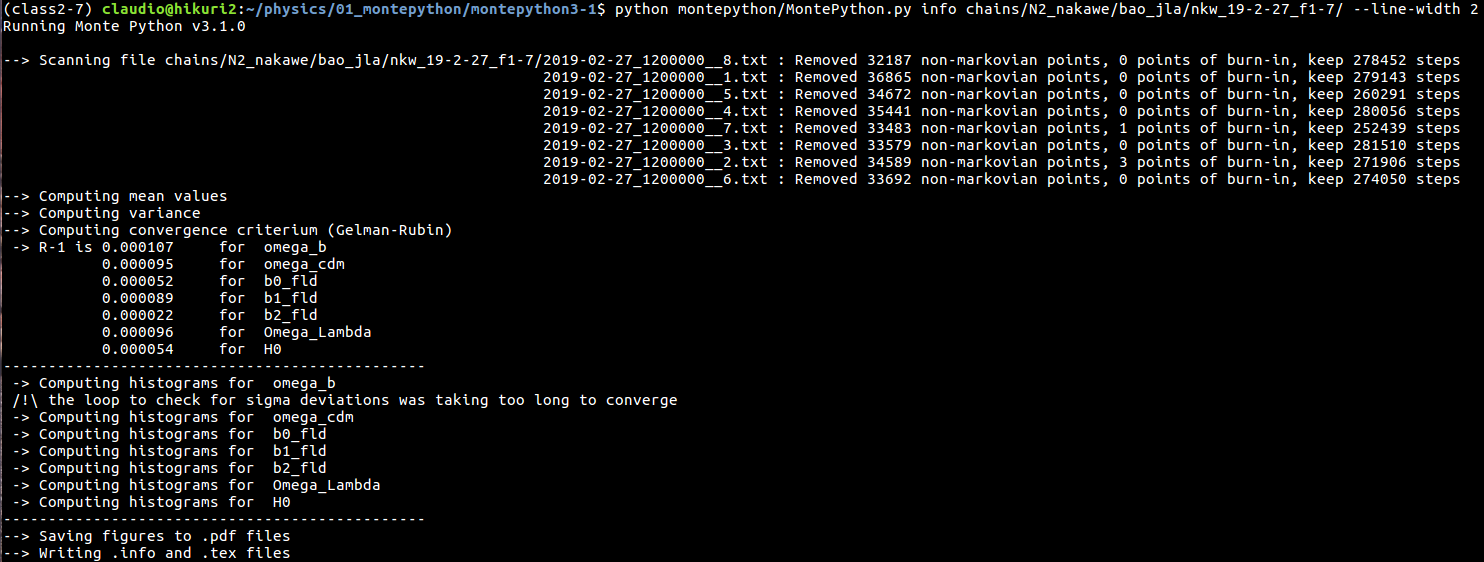 (class2-7) claudio@hikuri2:~/physics/01_montepython/montepython3-1$ python montepython/MontePython.py info chains/N2_nakawe/bao_jla/nkw_19-2-27_f1-7/ --line-width 2
Running Monte Python v3.1.0
--> Scanning file chains/N2_nakawe/bao_jla/nkw_19-2-27_f1-7/2019-02-27_1200000__8.txt : Removed 32187 non-markovian points, 0 points of burn-in, keep 278452 steps
2019-02-27_1200000__1.txt : Removed 36865 non-markovian points, 0 points of burn-in, keep 279143 steps
2019-02-27_1200000__5.txt : Removed 34672 non-markovian points, 0 points of burn-in, keep 260291 steps
2019-02-27_1200000__4.txt : Removed 35441 non-markovian points, 0 points of burn-in, keep 280056 steps
2019-02-27_1200000__7.txt : Removed 33483 non-markovian points, 1 points of burn-in, keep 252439 steps
2019-02-27_1200000__3.txt : Removed 33579 non-markovian points, 0 points of burn-in, keep 281510 steps
2019-02-27_1200000__2.txt : Removed 34589 non-markovian points, 3 points of burn-in, keep 271906 steps
2019-02-27_1200000__6.txt : Removed 33692 non-markovian points, 0 points of burn-in, keep 274050 steps
--> Computing mean values
--> Computing variance
--> Computing convergence criterium (Gelman-Rubin)
-> R-1 is 0.000107 for omega_b
0.000095 for omega_cdm
0.000052 for b0_fld
0.000089 for b1_fld
0.000022 for b2_fld
0.000096 for Omega_Lambda
0.000054 for H0
-----------------------------------------------
-> Computing histograms for omega_b
/!\ the loop to check for sigma deviations was taking too long to converge
-> Computing histograms for omega_cdm
-> Computing histograms for b0_fld
-> Computing histograms for b1_fld
-> Computing histograms for b2_fld
-> Computing histograms for Omega_Lambda
-> Computing histograms for H0
-----------------------------------------------
--> Saving figures to .pdf files
--> Writing .info and .tex files